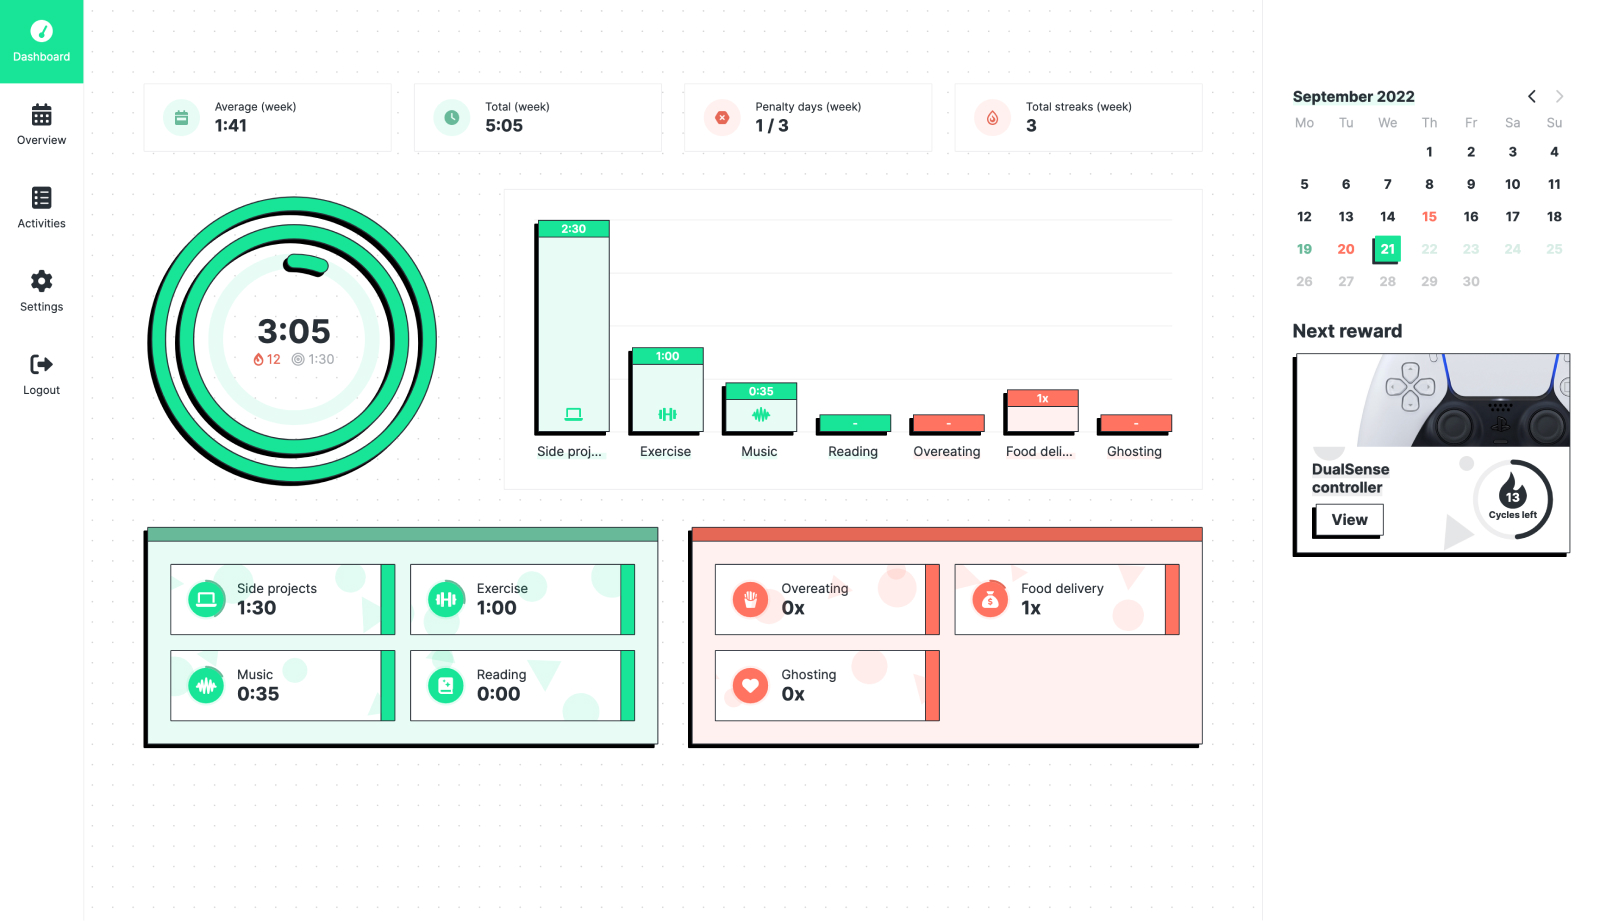 Dashboard
Overview
Activities
Settings
Logout
Average (week)
1:41
Total (week)
5:05
Penalty days (week)
1 / 3
Total streaks (week)
3
3:05
12 1:30
2:30
1:00
0:35
-
-
1x
-
Side proj...
Exercise
Music
Reading
Overeating
Food deli...
Ghosting
Side projects
1:30
Exercise
1:00
Music
0:35
Reading
0:00
Overeating
0x
Food delivery
1x
Ghosting
0x
September 2022
Mo Tu We Th Fr Sa Su
1 2 3 4
5 6 7 8 9 10 11
12 13 14 15 16 17 18
19 20 21 22 23 24 25
26 27 28 29 30
Next reward
DualSense
controller
View
13
Cycles left